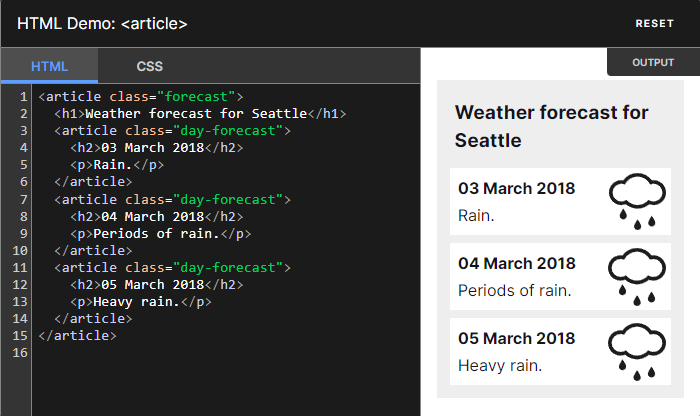 HTML Demo: <article>
RESET
HTML
CSS
OUTPUT
1 <article class="forecast">
2   <h1>Weather forecast for Seattle</h1>
3   <article class="day-forecast">
4     <h2>03 March 2018</h2>
5     <p>Rain.</p>
6   </article>
7   <article class="day-forecast">
8     <h2>04 March 2018</h2>
9     <p>Periods of rain.</p>
10   </article>
11   <article class="day-forecast">
12     <h2>05 March 2018</h2>
13     <p>Heavy rain.</p>
14   </article>
15 </article>
16
Weather forecast for
Seattle
03 March 2018
Rain.
04 March 2018
Periods of rain.
05 March 2018
Heavy rain.